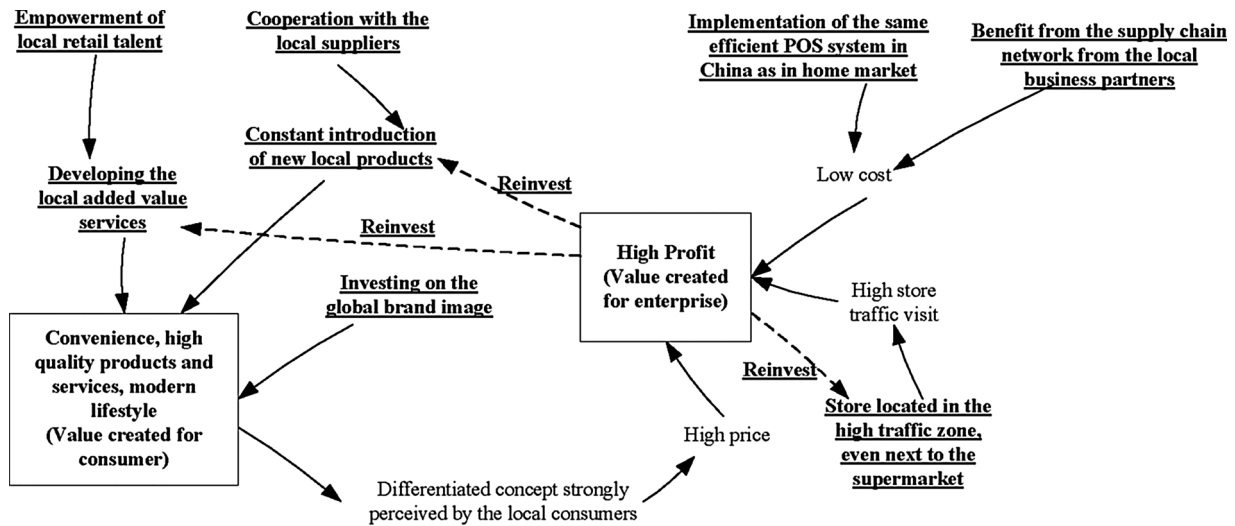 Empowerment of
local retail talent
Cooperation with the
local suppliers
Implementation of the same
efficient POS system in
China as in home market
Benefit from the supply chain
network from the local
business partners
Constant introduction
of new local products
Developing the
local added value
services
Low cost
Reinvest
Reinvest
High Profit
(Value created
for enterprise)
Investing on the
global brand image
High store
traffic visit
Convenience, high
quality products and
services, modern
lifestyle
(Value created for
consumer)
Reinvest
Store located in the
high traffic zone,
even next to the
supermarket
High price
Differentiated concept strongly
perceived by the local consumers